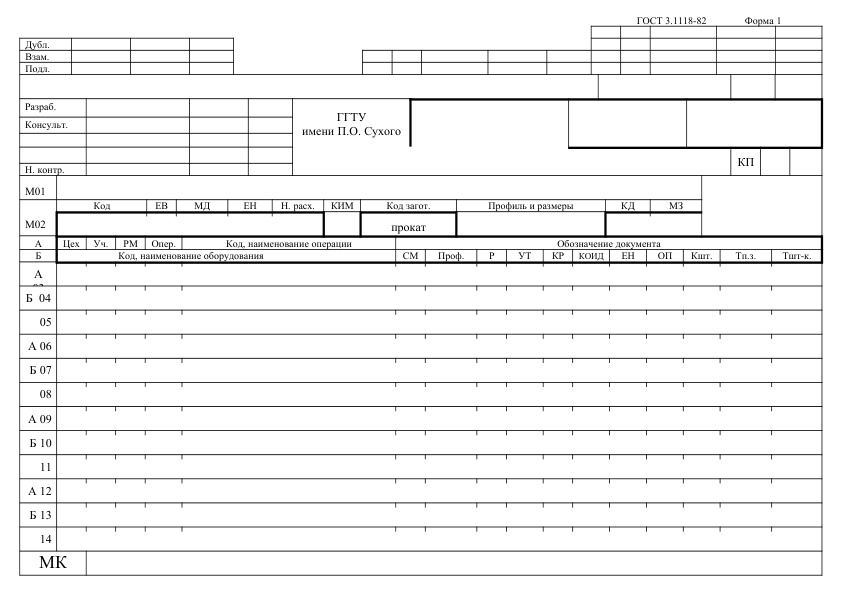 ГОСТ 3.1118-82 Форма 1
Дубл.
Взам.
Подл.
Разраб.
Консульт.
Н. контр.
ГГТУ
имени П.О. Сухого
КП
М01
Код ЕВ МД ЕН Н. расх. КИМ Код загот. Профиль и размеры КД МЗ
М02 прокат
А Цех Уч. РМ Опер. Код, наименование операции Обозначение документа
Б Код, наименование оборудования СМ Проф. Р УТ КР КОИД ЕН ОП Кшт. Тп.з. Тшт-к.
А
Б 04
05
А 06
Б 07
08
А 09
Б 10
11
А 12
Б 13
14
МК